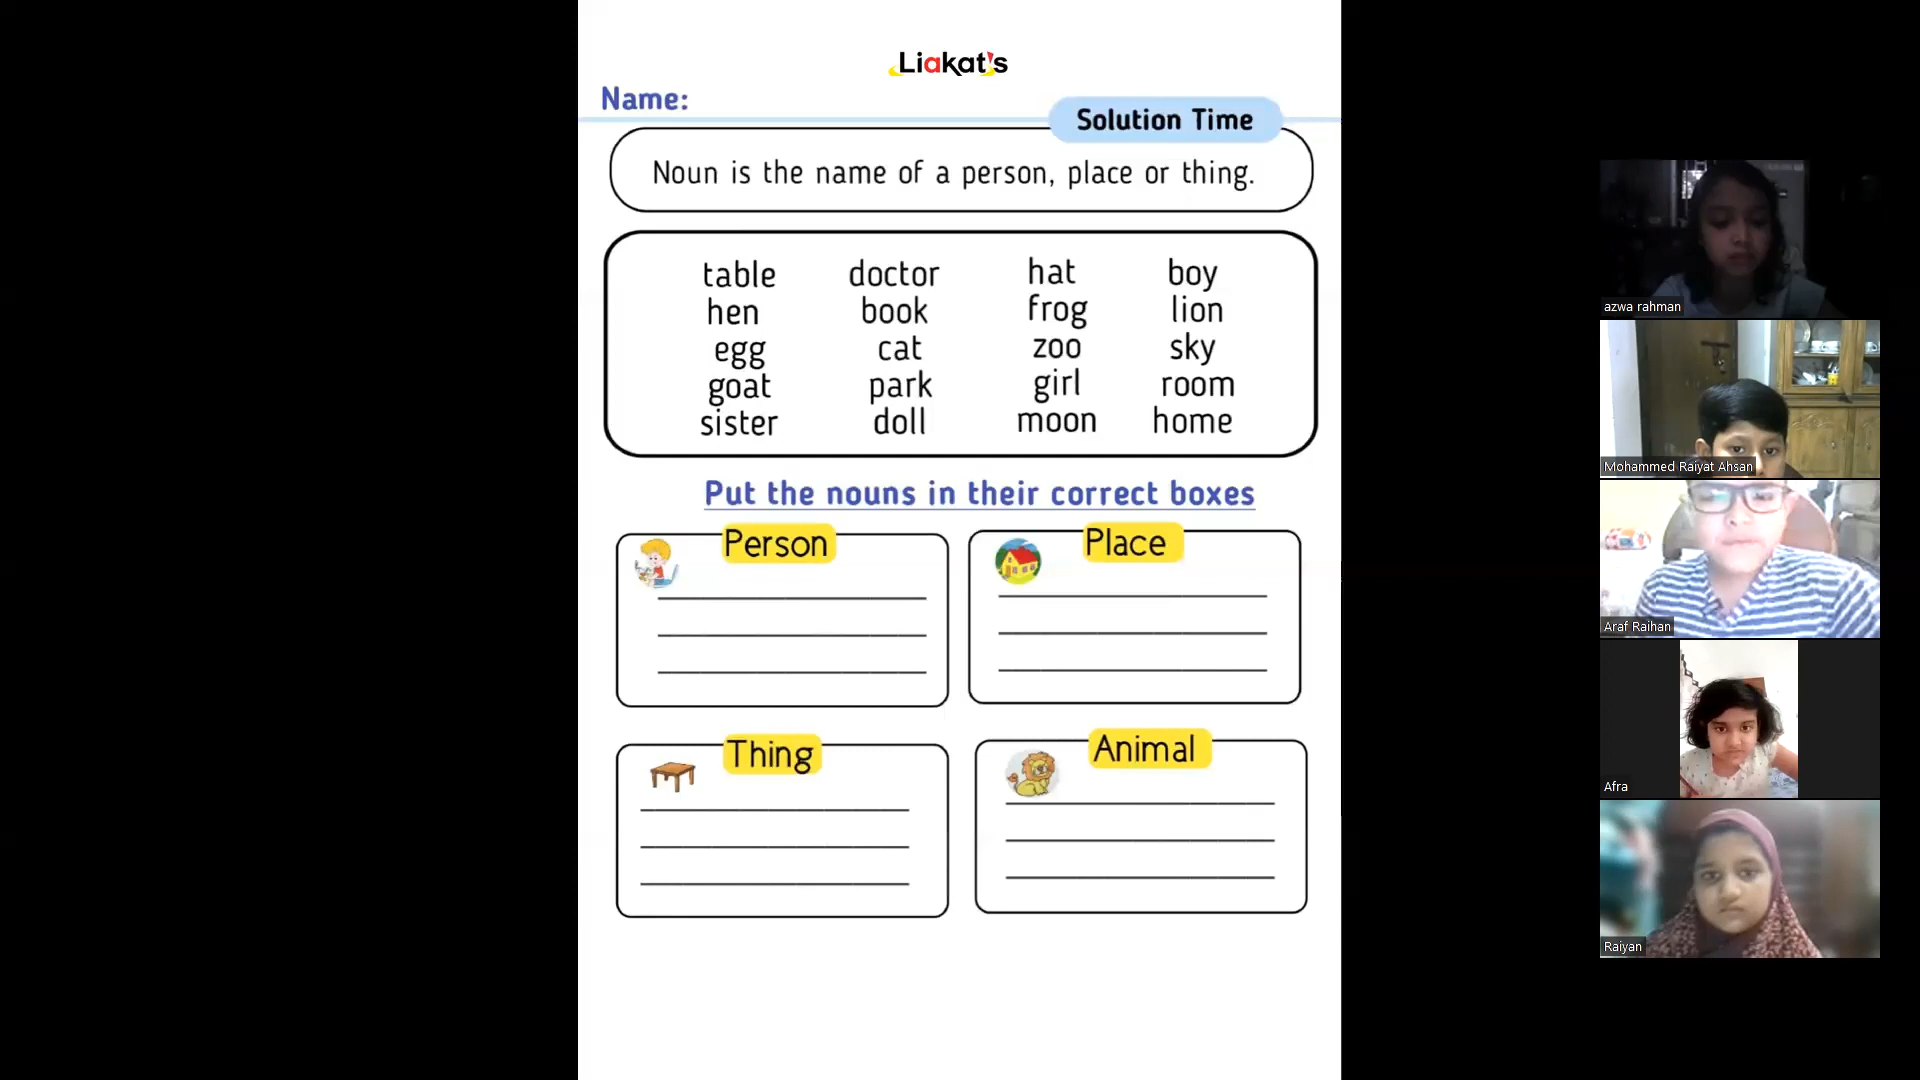 Liakat's
Name:
Solution Time
Noun is the name of a person, place or thing.
table doctor hat boy
hen book frog lion
egg cat zoo sky
goat park girl room
sister doll moon home
Put the nouns in their correct boxes
Person
Place
Thing
Animal
azwa rahman
Mohammed Raiyat Ahsan
Araf Raihan
Afra
Raiyan